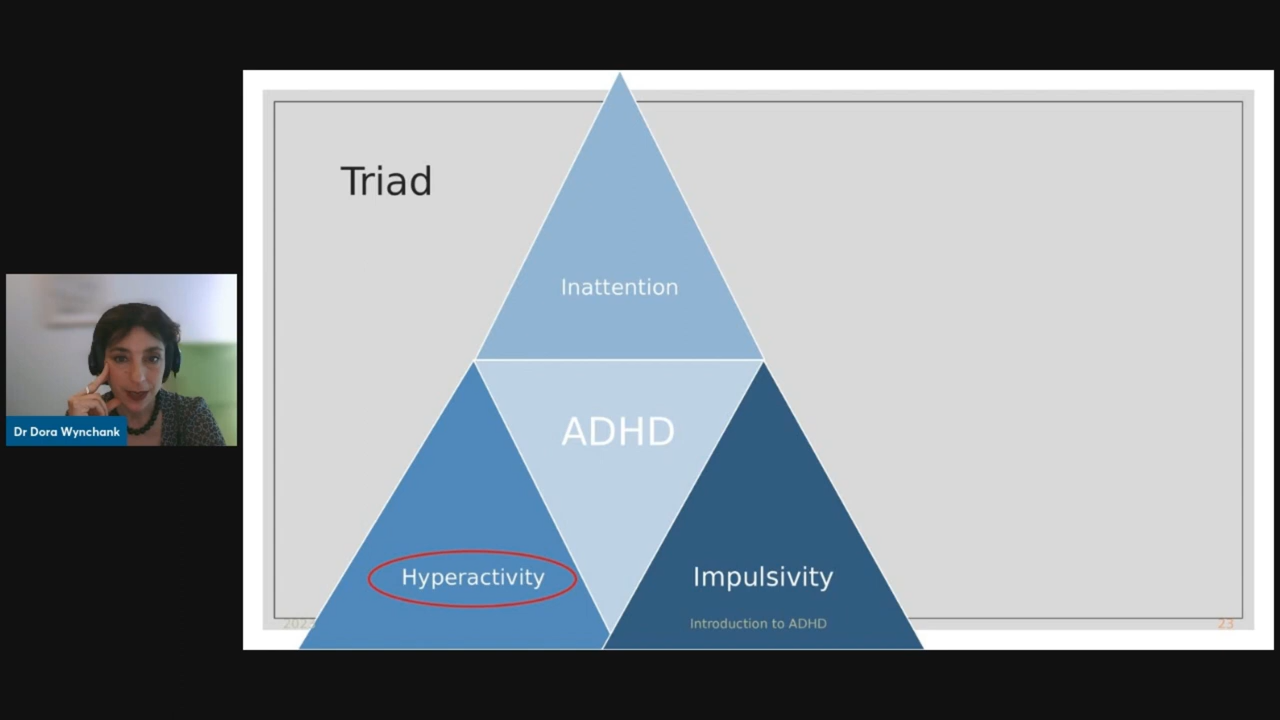 Triad
Inattention
ADHD
Hyperactivity
Impulsivity
Dr Dora Wynchank
Introduction to ADHD
23